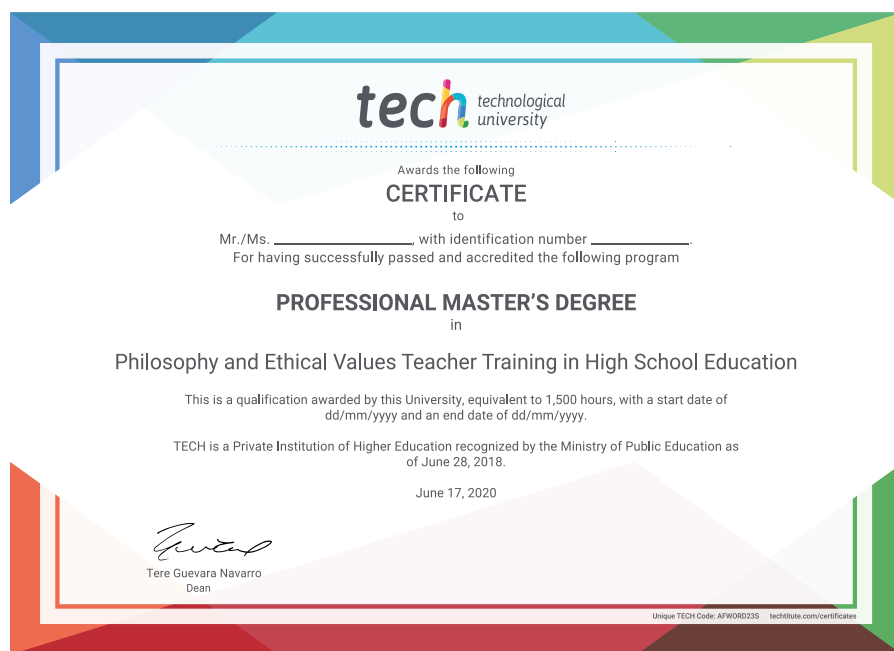 tech technological
university
Awards the following
CERTIFICATE
to
Mr./Ms. ____________________, with identification number ______________.
For having successfully passed and accredited the following program
PROFESSIONAL MASTER'S DEGREE
in
Philosophy and Ethical Values Teacher Training in High School Education
This is a qualification awarded by this University, equivalent to 1,500 hours, with a start date of
dd/mm/yyyy and an end date of dd/mm/yyyy.
TECH is a Private Institution of Higher Education recognized by the Ministry of Public Education as
of June 28, 2018.
June 17, 2020
Tere Guevara Navarro
Dean
Unique TECH Code: AFWORD23S techtitute.com/certificates